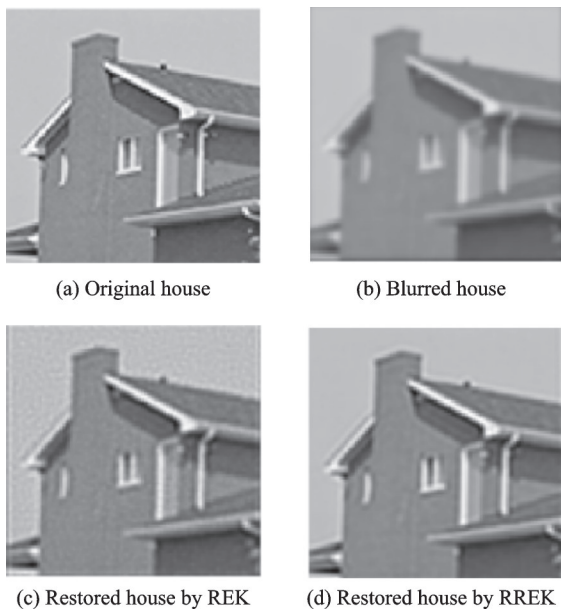 (a) Original house
(b) Blurred house
(c) Restored house by REK
(d) Restored house by RREK